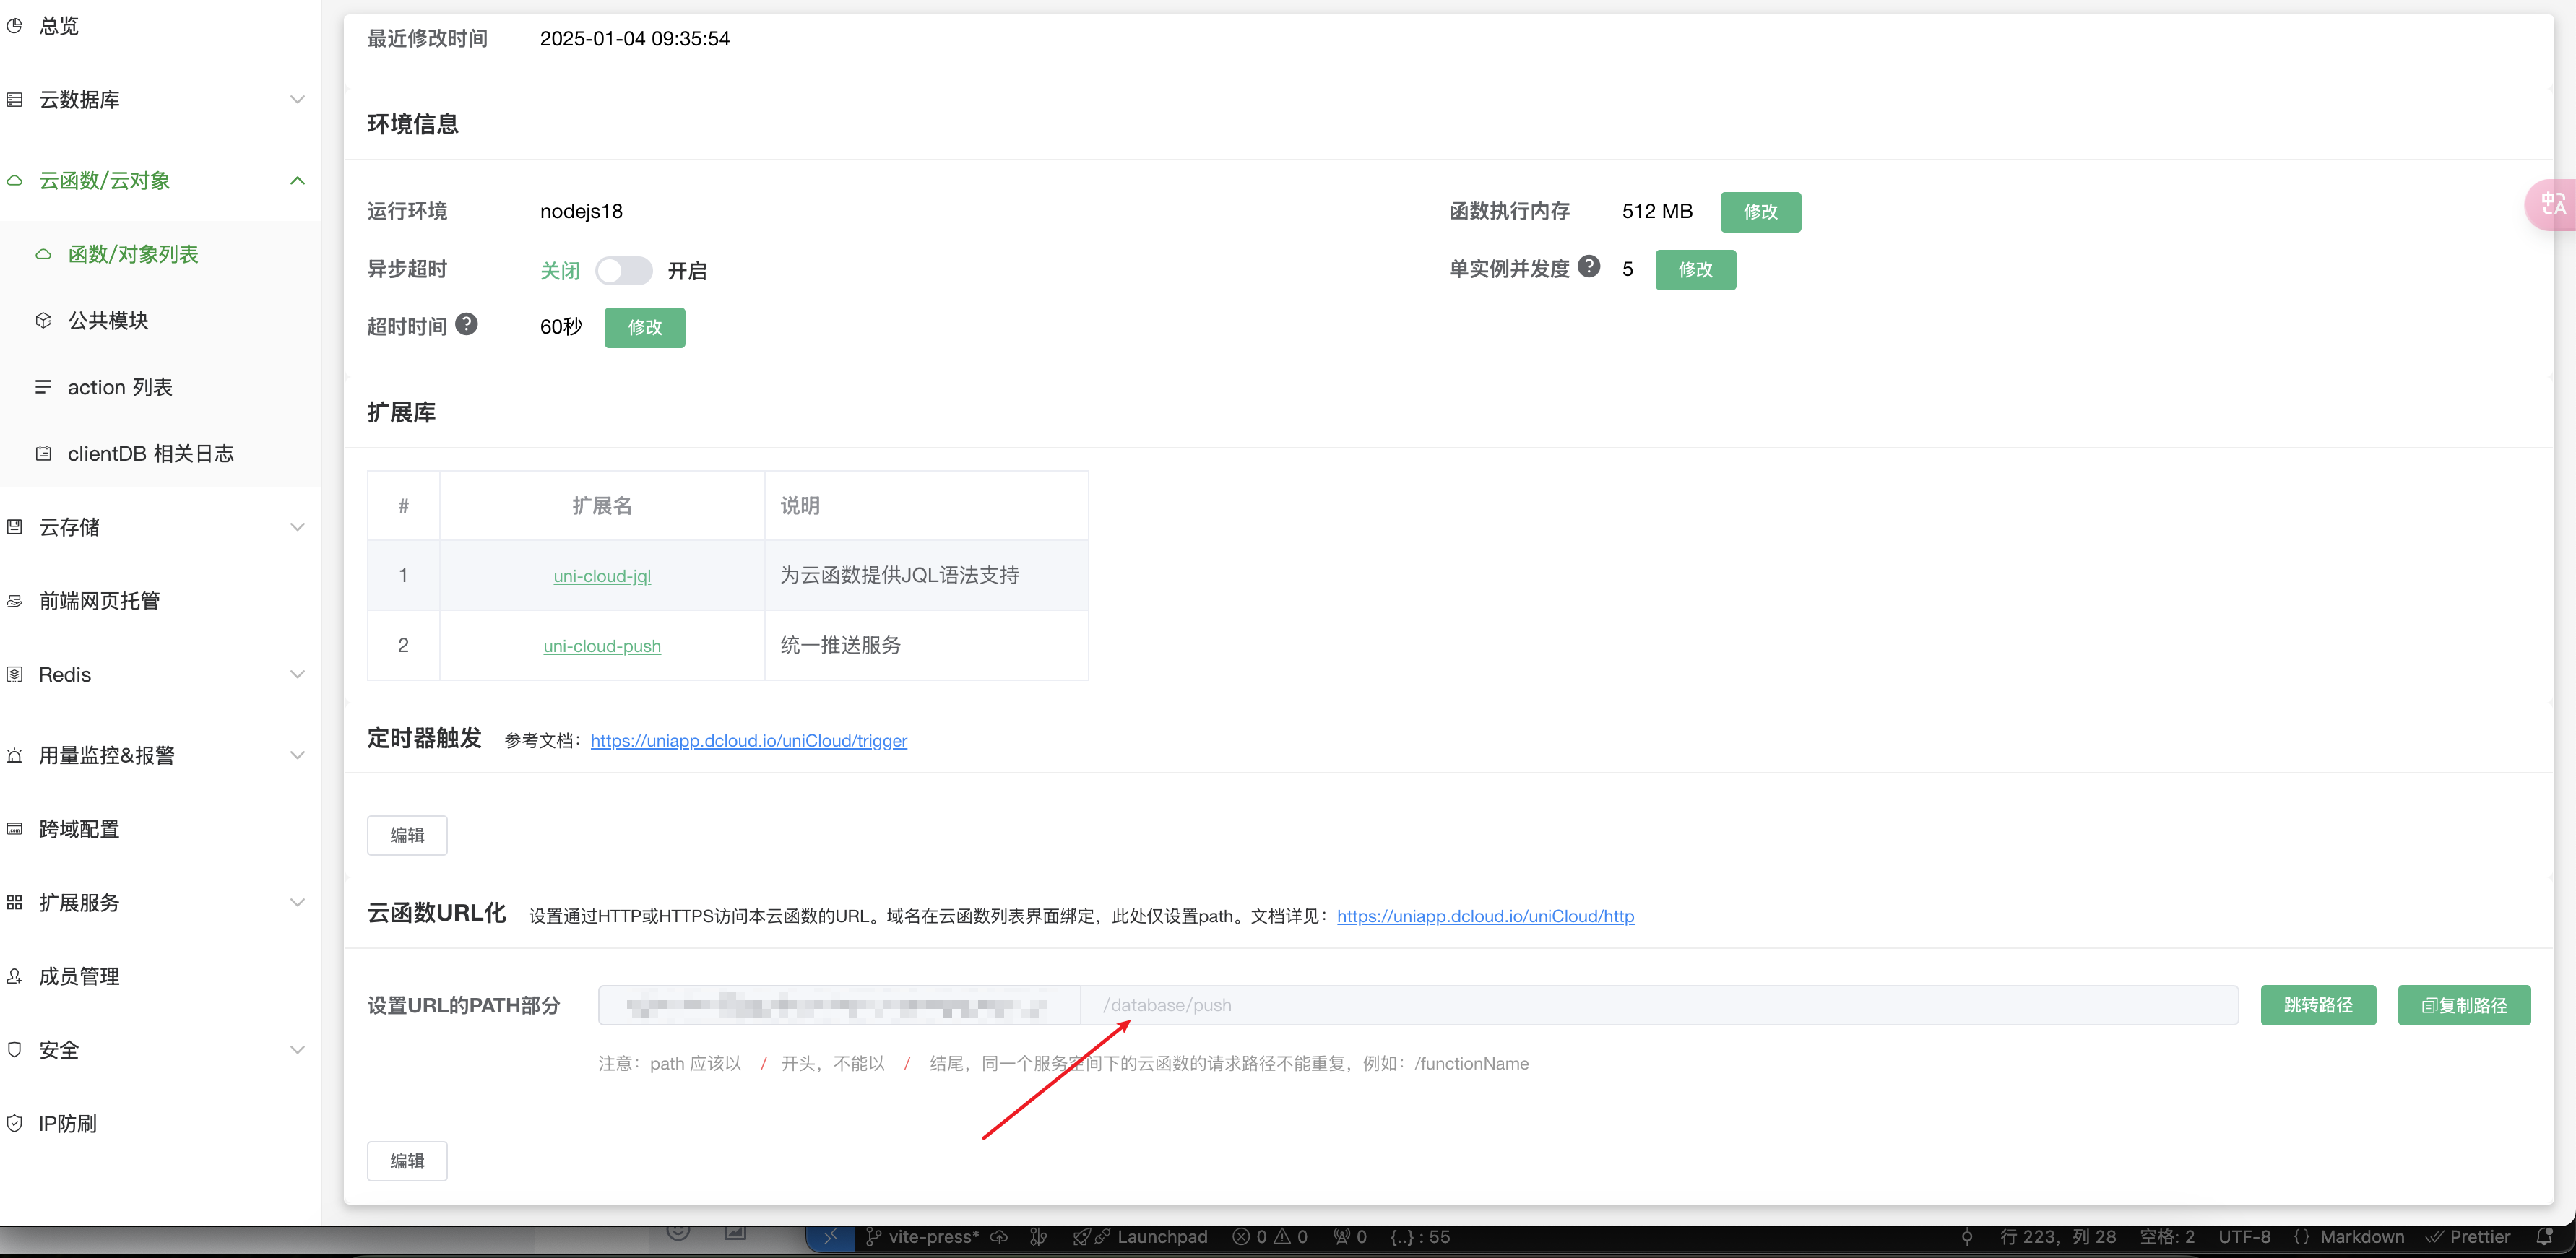 总览
云数据库
云函数/云对象
函数/对象列表
公共模块
action 列表
clientDB 相关日志
云存储
前端网页托管
Redis
用量监控&报警
跨域配置
扩展服务
成员管理
安全
IP防刷
最近修改时间 2025-01-04 09:35:54
环境信息
运行环境 nodejs18 函数执行内存 512 MB 修改
异步超时 关闭 开启 单实例并发度 5 修改
超时时间 60秒 修改
扩展库
# 扩展名 说明
1 uni-cloud-jql 为云函数提供JQL语法支持
2 uni-cloud-push 统一推送服务
定时器触发 参考文档：https://uniapp.dcloud.io/uniCloud/trigger
编辑
云函数URL化 设置通过HTTP或HTTPS访问本云函数的URL。域名在云函数列表界面绑定，此处仅设置path。文档详见：https://uniapp.dcloud.io/uniCloud/http
设置URL的PATH部分 /database/push 跳转路径 复制路径
注意：path 应该以 / 开头，不能以 / 结尾，同一个服务空间下的云函数的请求路径不能重复，例如：/functionName
编辑
vite-press* Launchpad 0 0 0 {..} : 55 行 223，列 28 空格: 2 UTF-8 {} Markdown Prettier